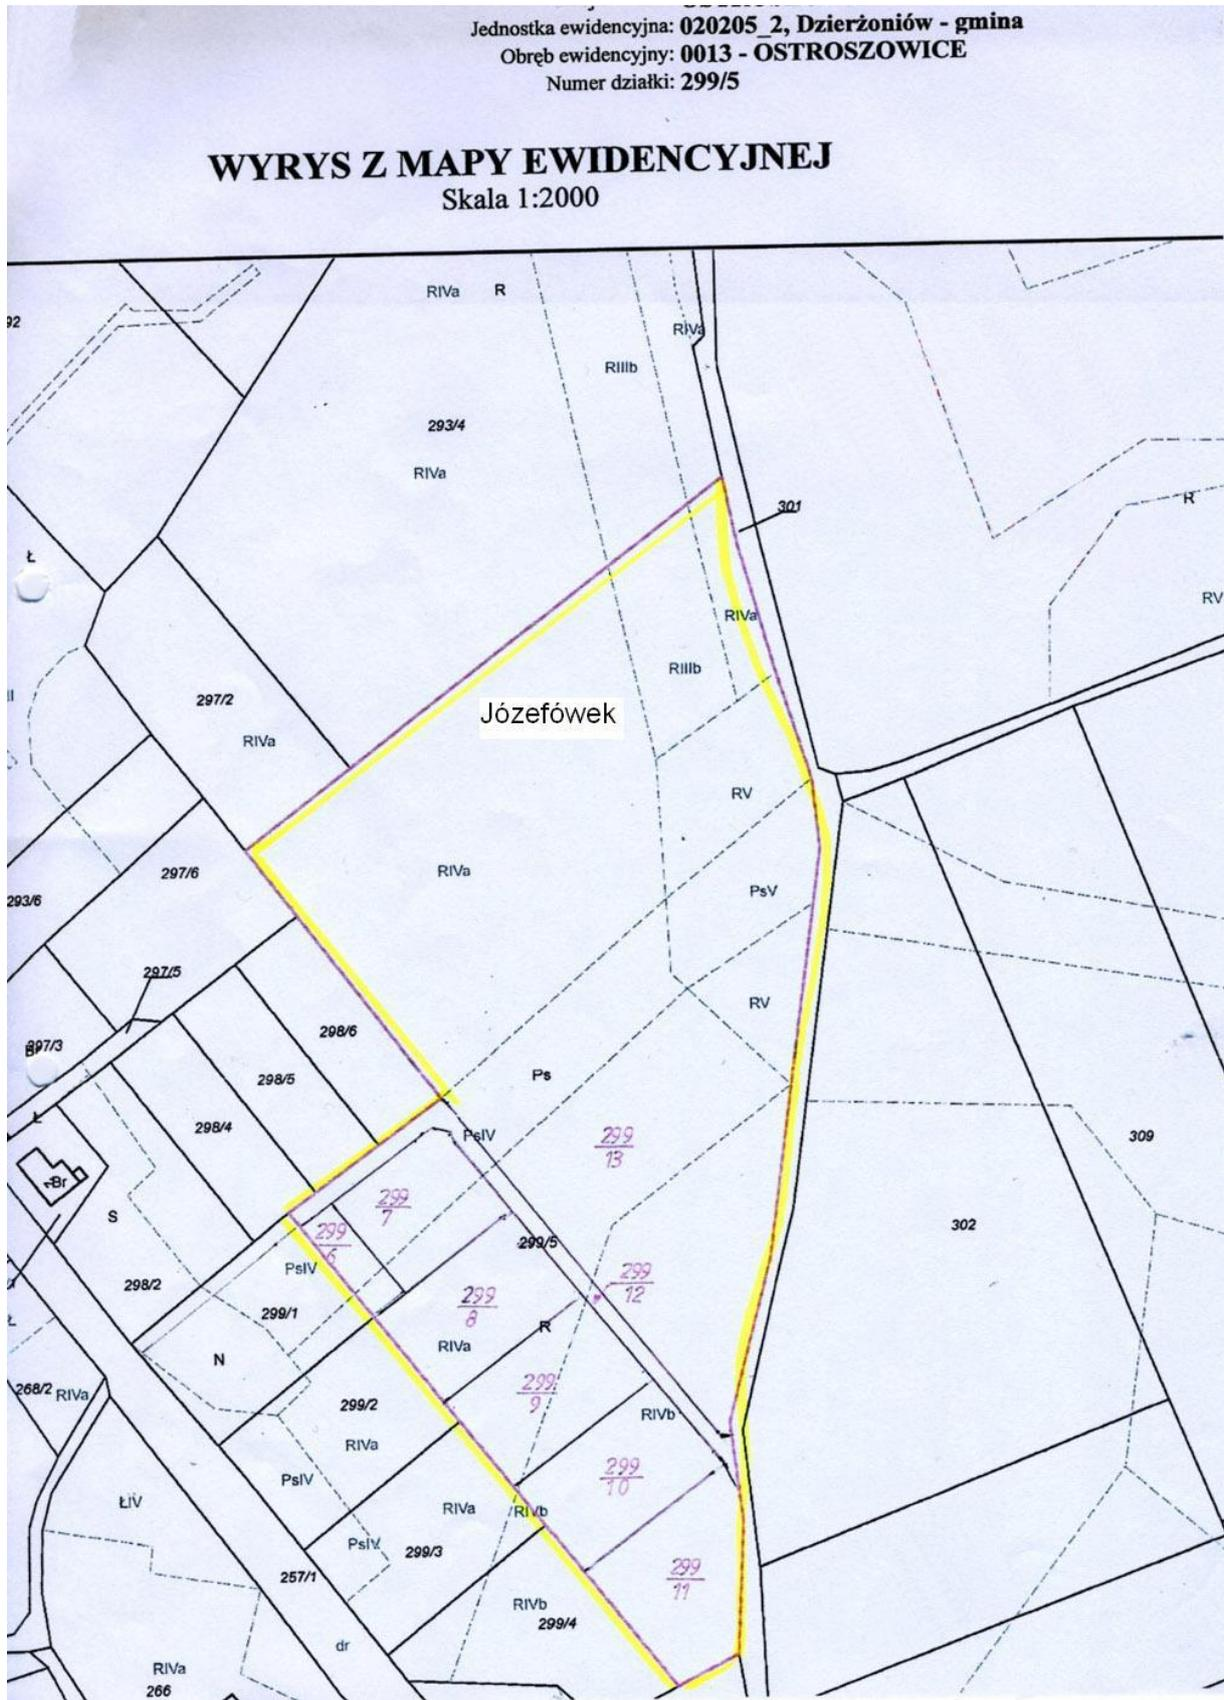 Jednostka ewidencyjna: 020205_2, Dzierżoniów - gmina
Obręb ewidencyjny: 0013 - OSTROSZOWICE
Numer działki: 299/5
WYRYS Z MAPY EWIDENCYJNEJ
Skala 1:2000
RIVa R
92
RIVa
RIIIb
293/4
RIVa
301
R
Ł
RV
RIVa
RIIIb
297/2
Józefówek
RIVa
RV
297/6
RIVa
PsV
293/6
297/5
RV
298/6
297/3
Br
298/5
Ps
Ł
298/4
PsIV
299
13
309
Br
299
7
S
299
6
302
299/5
PsIV
299
12
298/2
299
8
299/1
R
RIVa
N
299
9
268/2 RIVa
299/2
RIVb
RIVa
299
10
PsIV
ŁIV
RIVa
RIVb
PsIV
299/3
299
11
257/1
RIVb
299/4
dr
RIVa
266